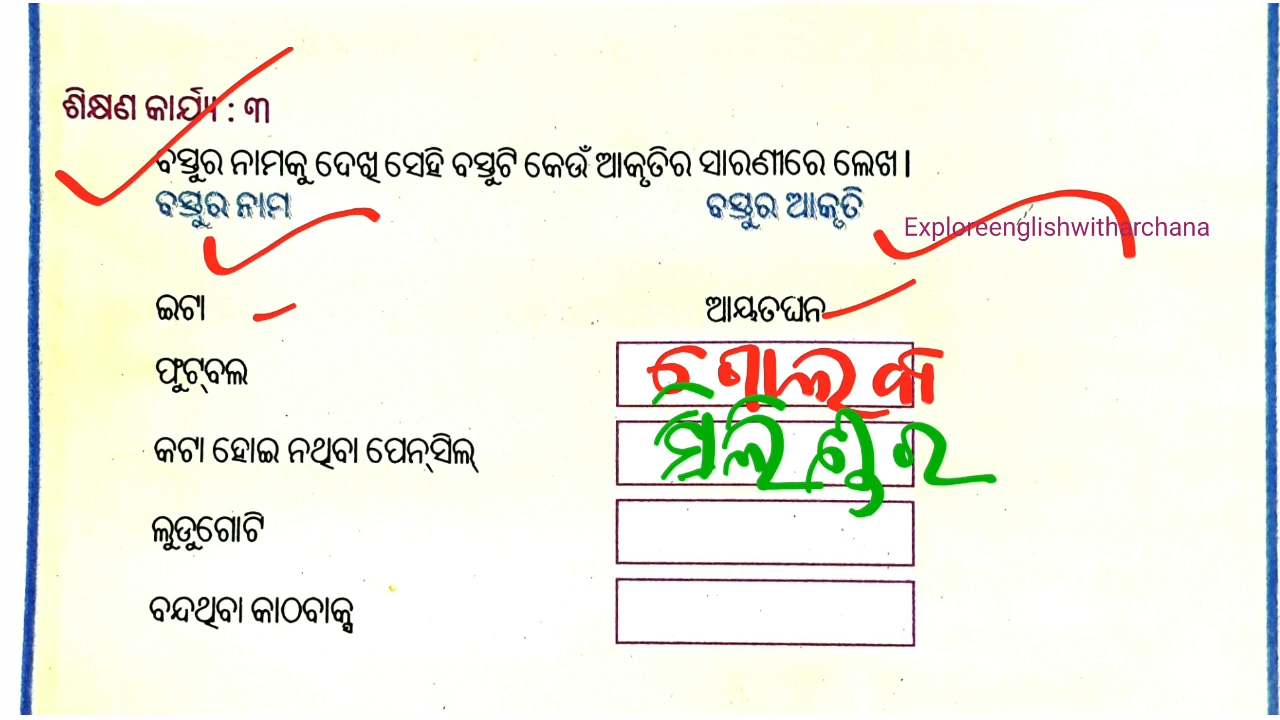 ଶିକ୍ଷଣ କାର୍ଯ୍ୟ : ୩
ବସ୍ତୁର ନାମକୁ ଦେଖି ସେହି ବସ୍ତୁଟି କେଉଁ ଆକୃତିର ସାରଣୀରେ ଲେଖ ।
ବସ୍ତୁର ନାମ ବସ୍ତୁର ଆକୃତି
Exploreenglishwitharchana
ଇଟା ଆୟତଘନ
ଫୁଟ୍‌ବଲ ଗୋଲକ
କଟା ହୋଇ ନଥିବା ପେନ୍‌ସିଲ୍ ସିଲିଣ୍ଡର
ଲୁଡୁଗୋଟି
ବନ୍ଦଥିବା କାଠବାକ୍ସ